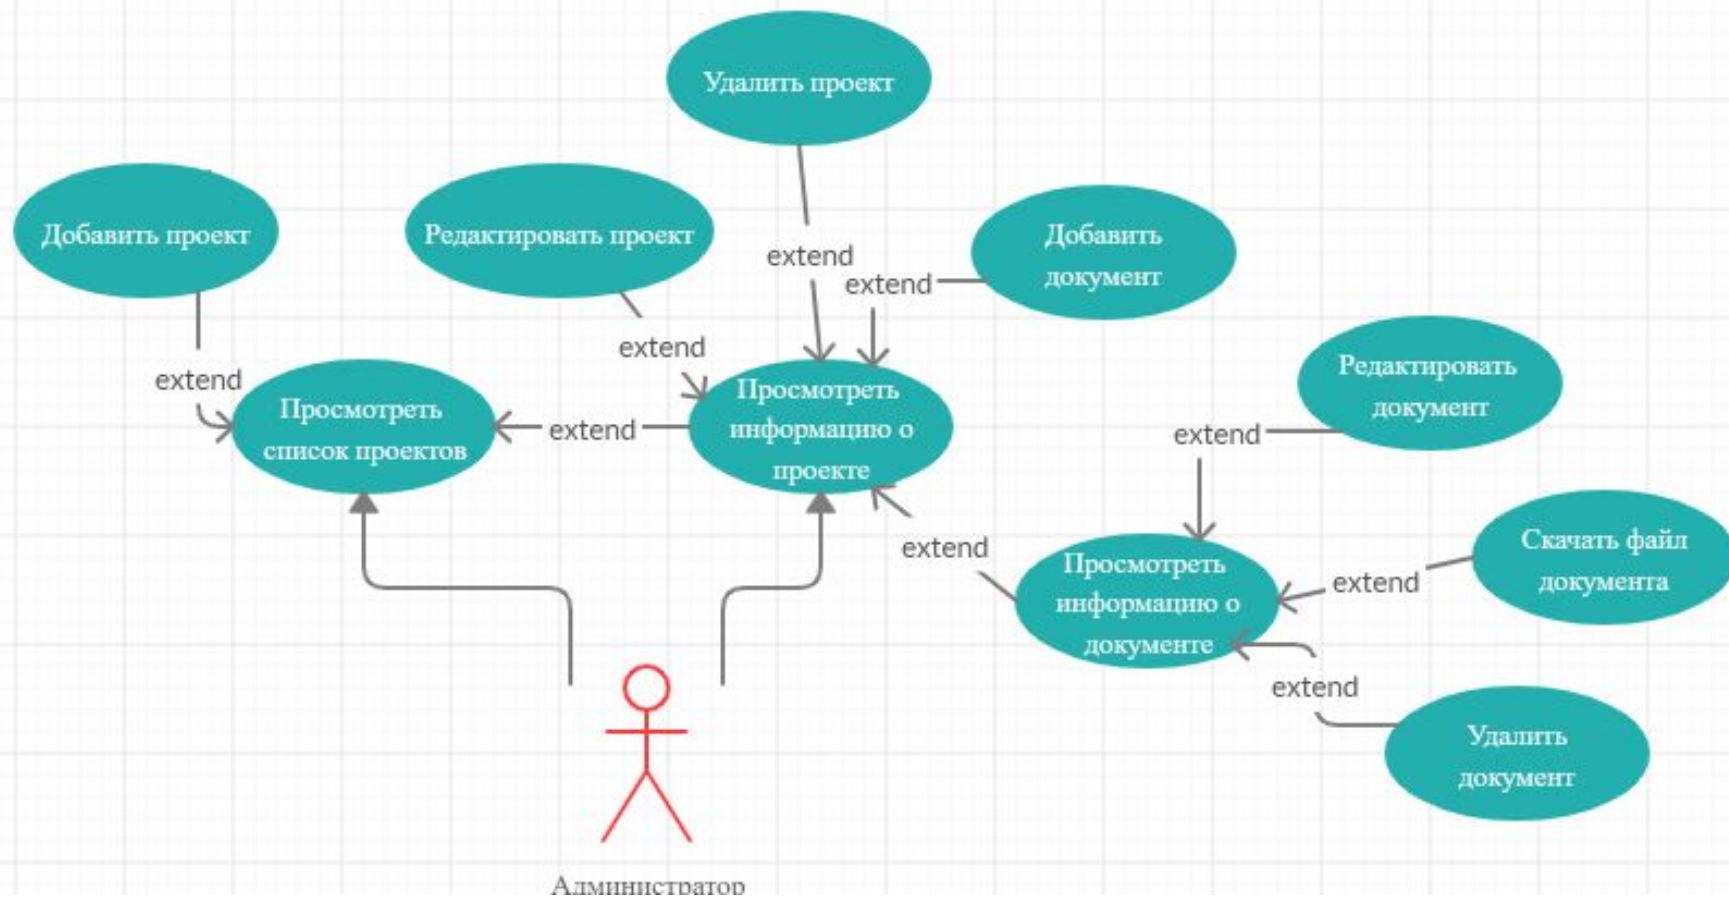 Удалить проект
Добавить проект
Редактировать проект
extend
Добавить
документ
extend
extend
extend
Просмотреть
список проектов
extend
Просмотреть
информацию о
проекте
Редактировать
документ
extend
extend
Просмотреть
информацию о
документе
extend
Скачать файл
документа
extend
Удалить
документ
Администратор